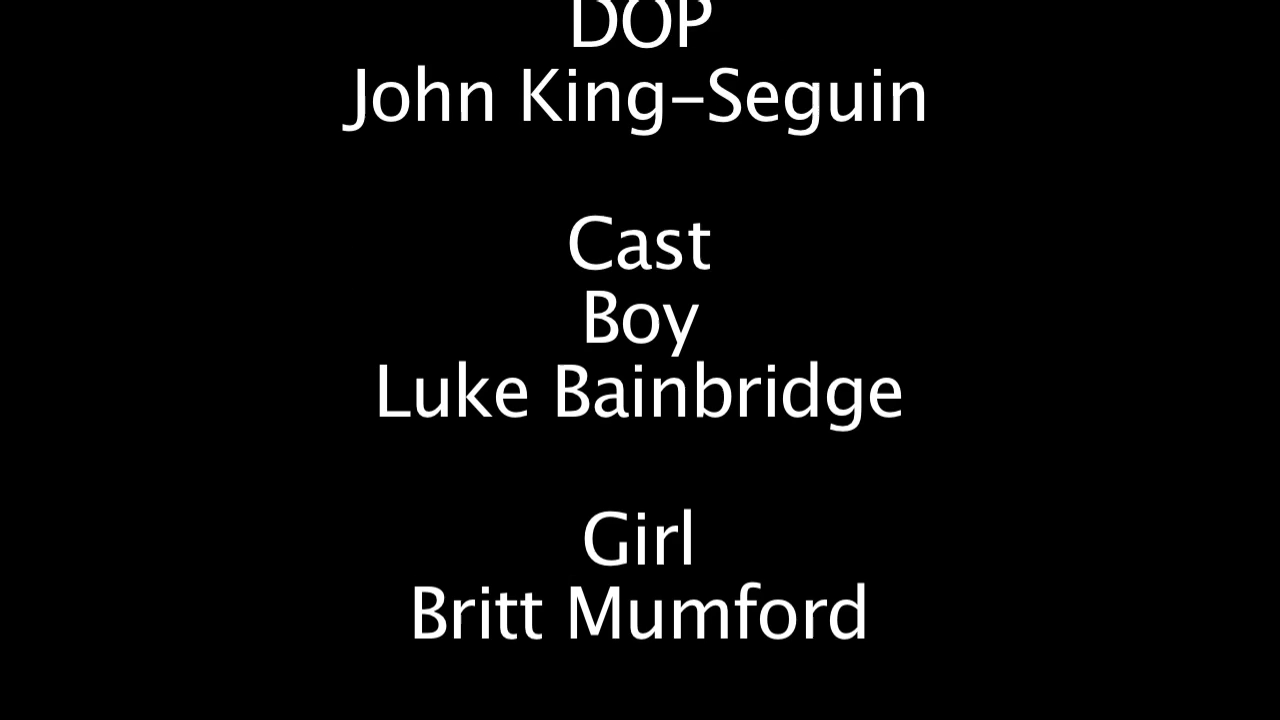 DOP
John King-Seguin
Cast
Boy
Luke Bainbridge
Girl
Britt Mumford